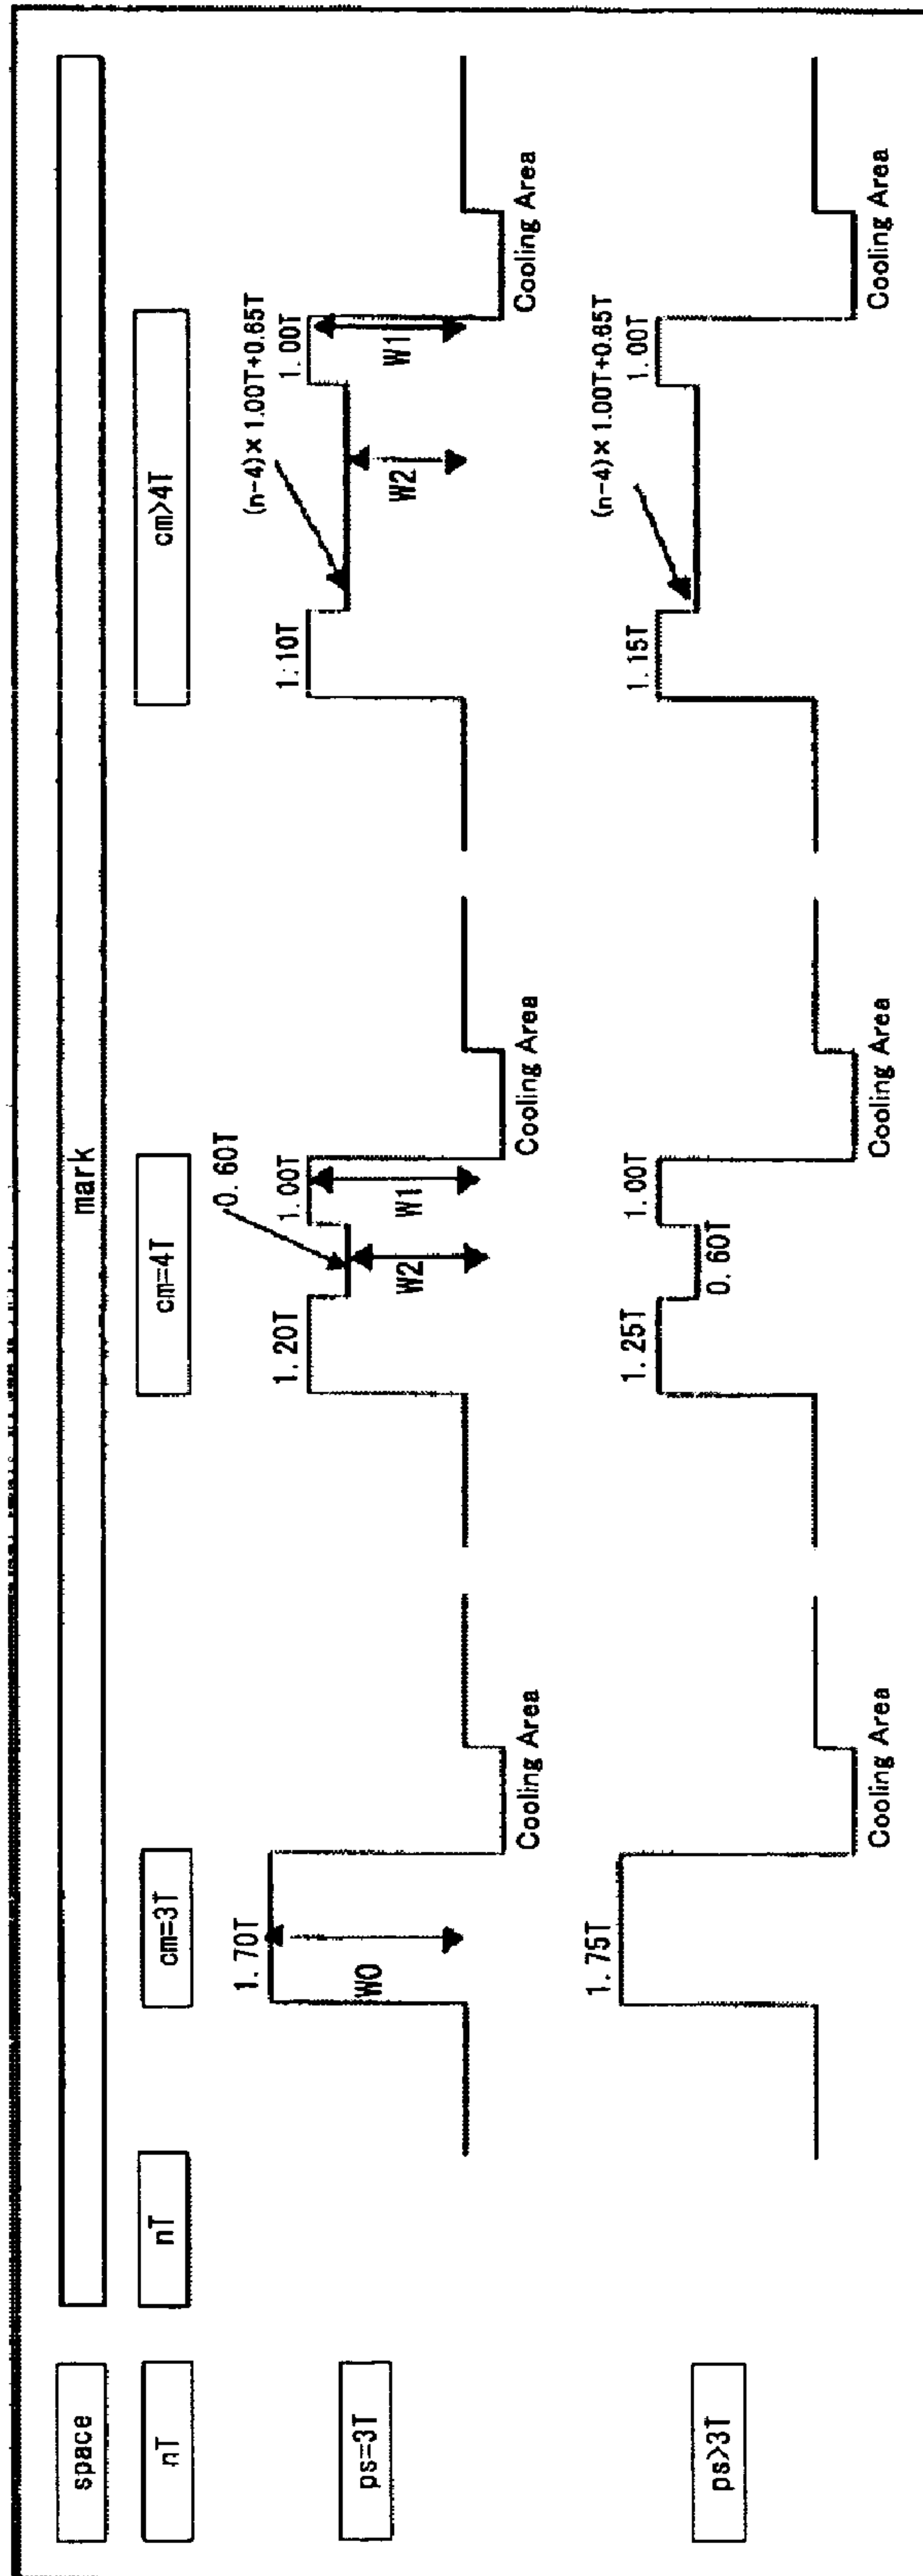 space
mark
nT
nT
cm=3T
cm=4T
cm>4T
ps=3T
1.70T
W0
Cooling Area
1.20T
0.60T
1.00T
W2
W1
Cooling Area
1.10T
(n-4)×1.00T+0.65T
1.00T
W2
W1
Cooling Area
ps>3T
1.75T
Cooling Area
1.25T
0.60T
1.00T
Cooling Area
1.15T
(n-4)×1.00T+0.65T
1.00T
Cooling Area